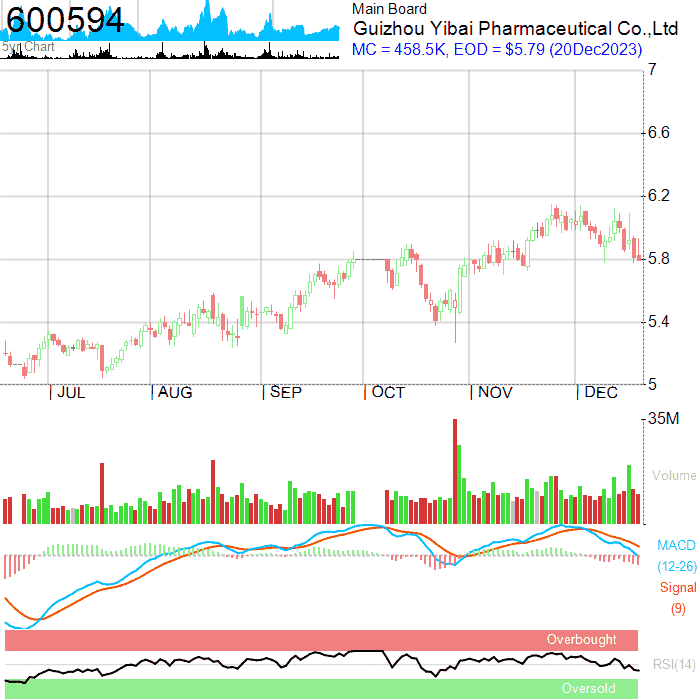 600594
5yr Chart
Main Board
Guizhou Yibai Pharmaceutical Co.,Ltd
MC = 458.5K, EOD = $5.79 (20Dec2023)
7
6.6
6.2
5.8
5.4
5
JUL
AUG
SEP
OCT
NOV
DEC
35M
Volume
MACD
(12-26)
Signal
(9)
Overbought
RSI(14)
Oversold